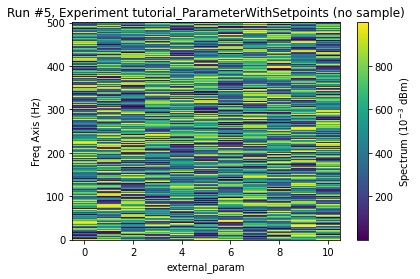 Run #5, Experiment tutorial_ParameterWithSetpoints (no sample)
500
400
300
200
100
0
Freq Axis (Hz)
0 2 4 6 8 10
external_param
800
600
400
200
Spectrum (10⁻³ dBm)